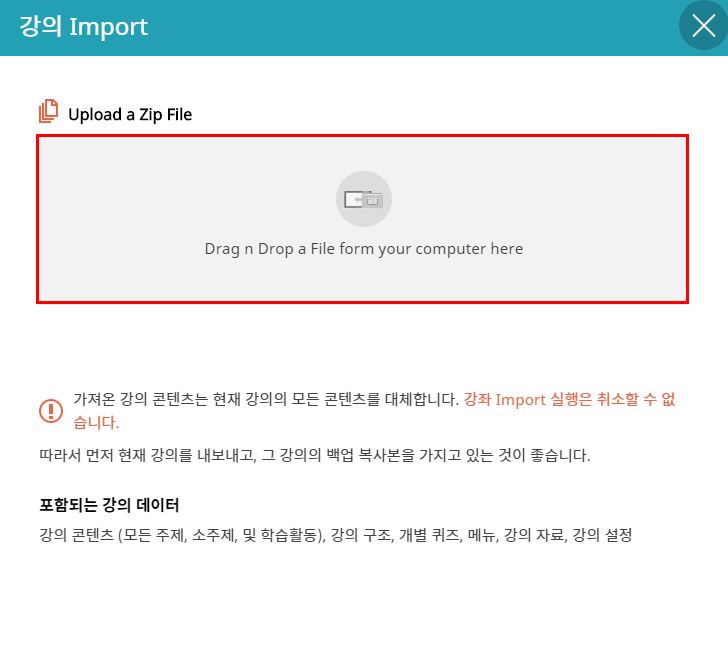 강의 Import
Upload a Zip File
Drag n Drop a File form your computer here
가져온 강의 콘텐츠는 현재 강의의 모든 콘텐츠를 대체합니다. 강좌 Import 실행은 취소할 수 없
습니다.
따라서 먼저 현재 강의를 내보내고, 그 강의의 백업 복사본을 가지고 있는 것이 좋습니다.
포함되는 강의 데이터
강의 콘텐츠 (모든 주제, 소주제, 및 학습활동), 강의 구조, 개별 퀴즈, 메뉴, 강의 자료, 강의 설정